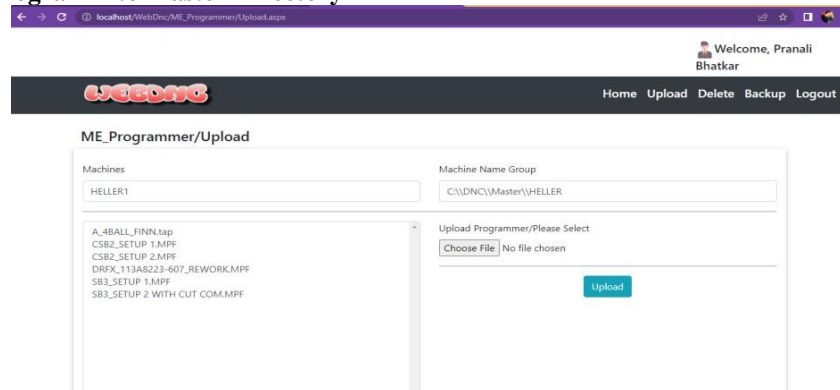 localhost/WebDnc/ME_Programmer/Upload.aspx
Welcome, Pranali
Bhatkar
WEBDNC
Home Upload Delete Backup Logout
ME_Programmer/Upload
Machines
HELLER1
Machine Name Group
C:\\DNC\\Master\\HELLER
A_4BALL_FINN.tap
CSB2_SETUP 1.MPF
CSB2_SETUP 2.MPF
DRFX_113A8223-607_REWORK.MPF
SB3_SETUP 1.MPF
SB3_SETUP 2 WITH CUT COM.MPF
Upload Programmer/Please Select
Choose File No file chosen
Upload